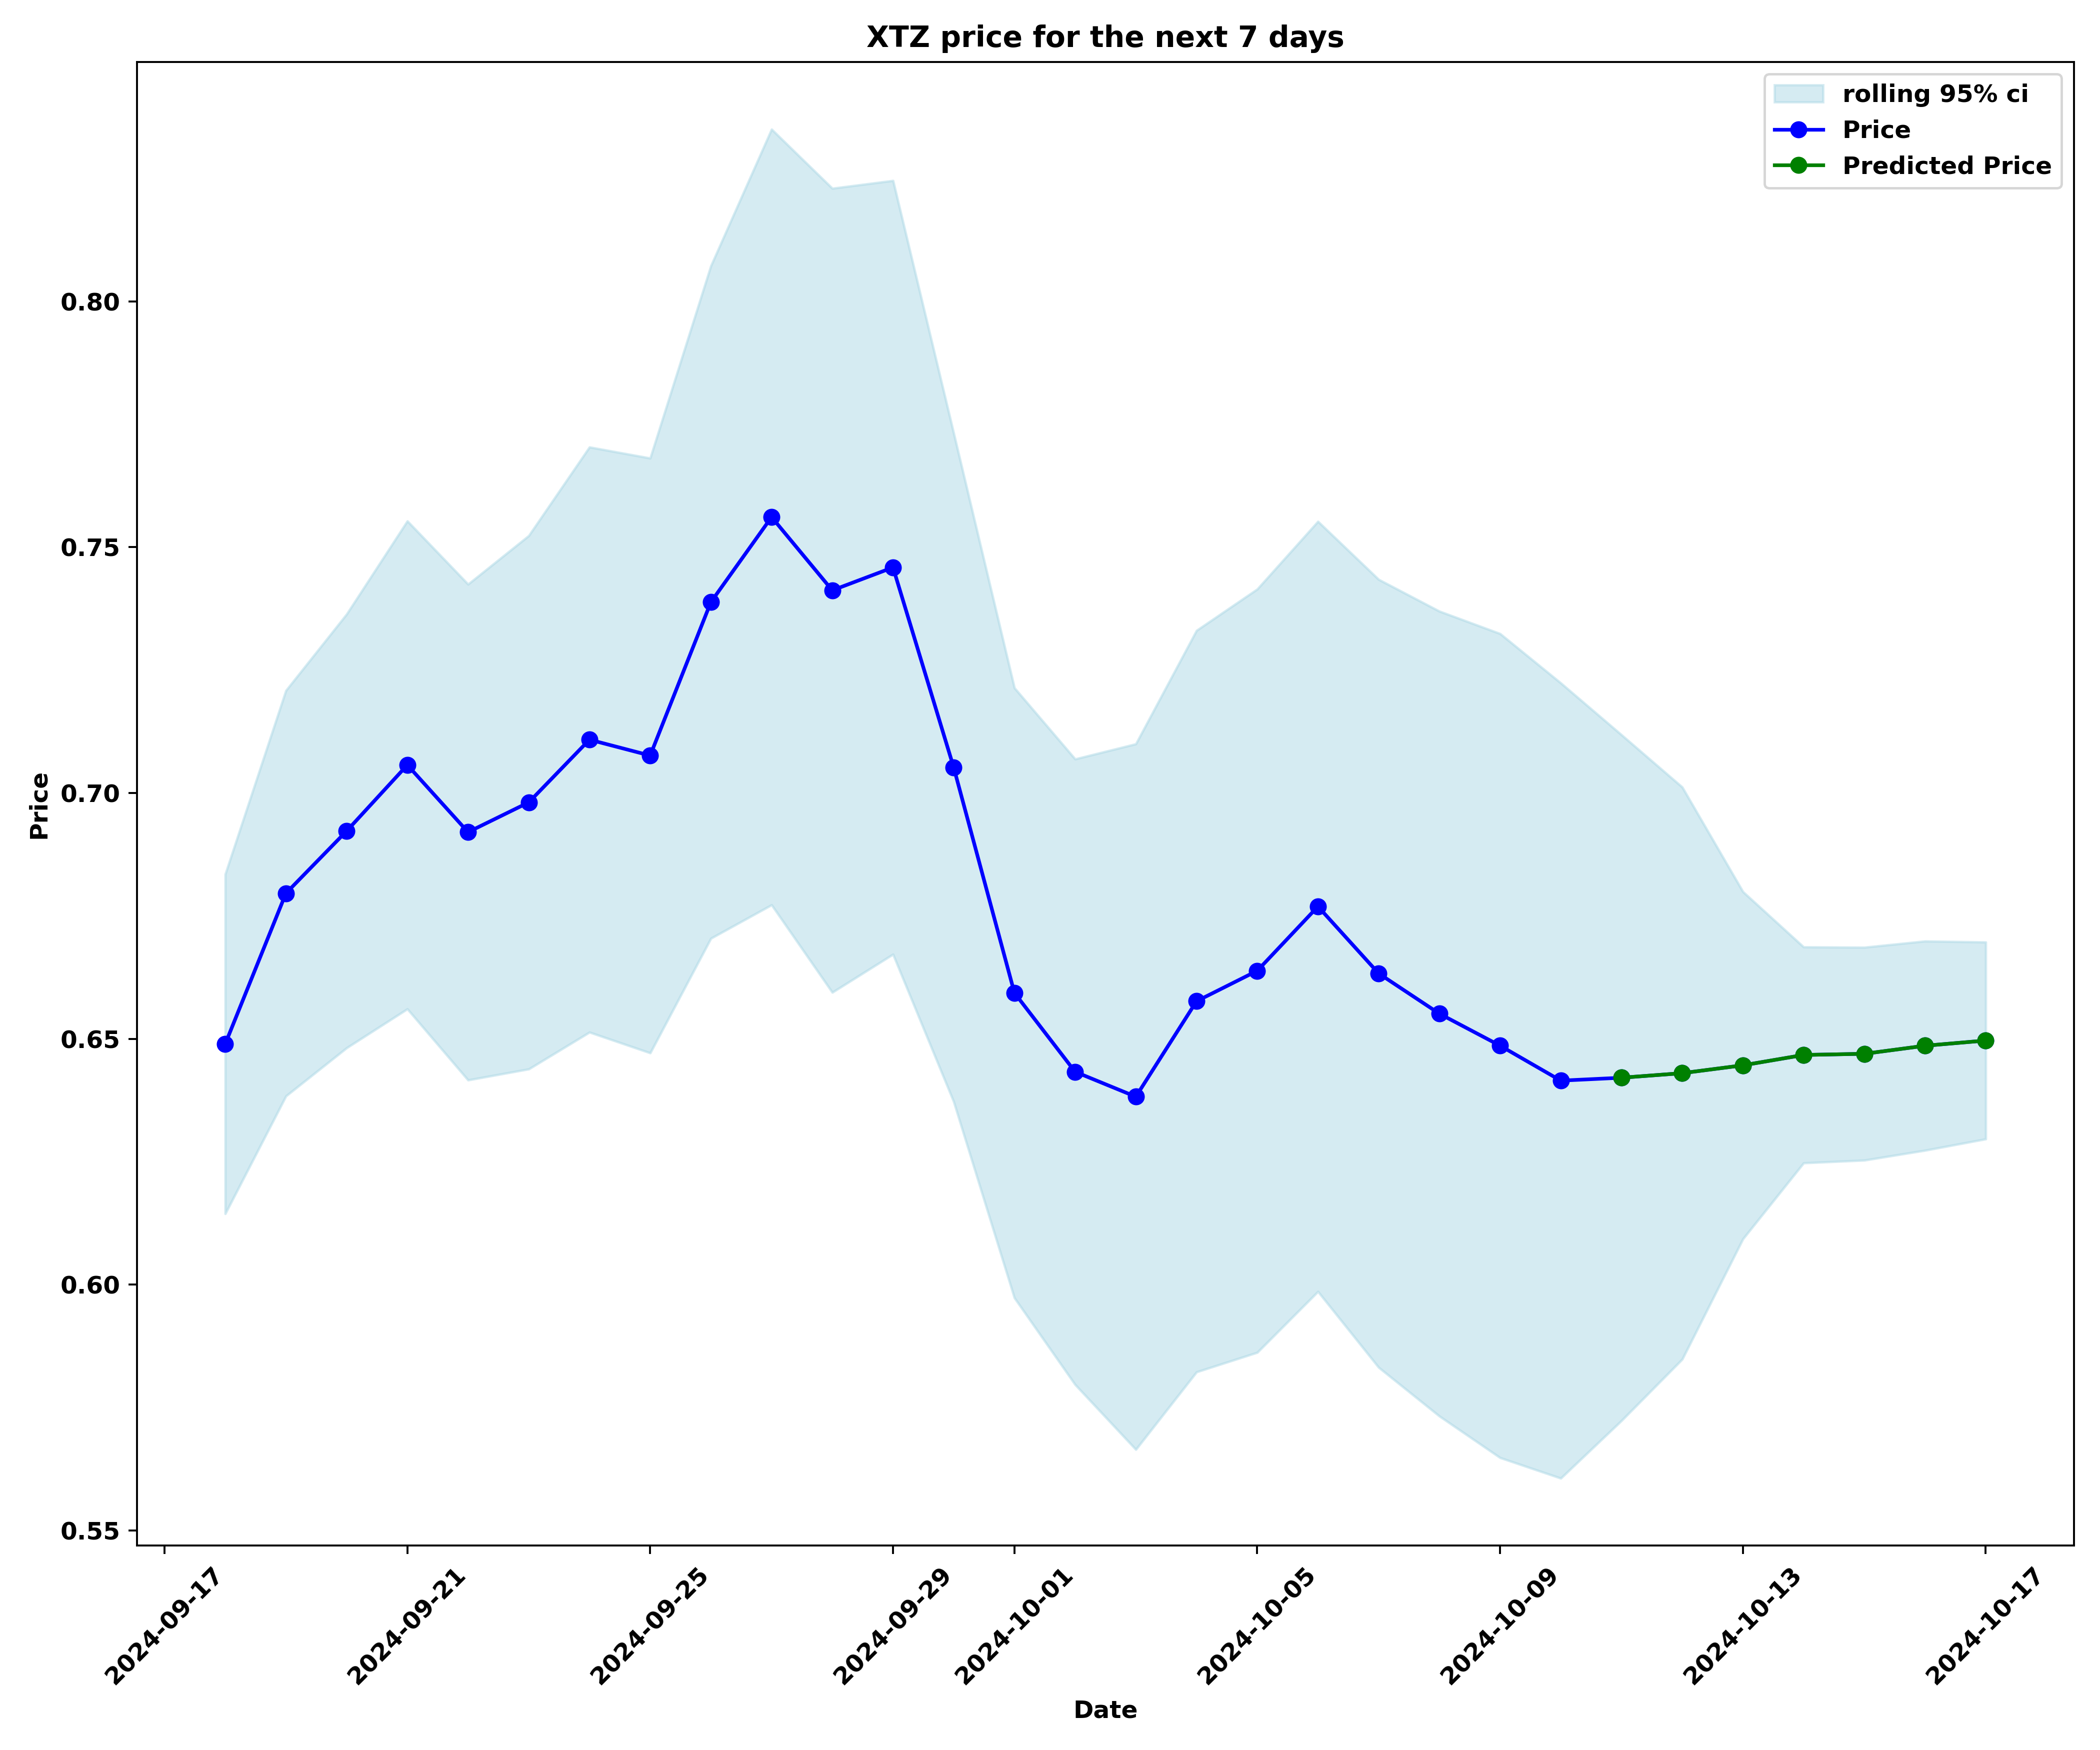 XTZ price for the next 7 days
rolling 95% ci
Price
Predicted Price
0.80
0.75
0.70
0.65
0.60
0.55
Price
2024-09-17
2024-09-21
2024-09-25
2024-09-29
2024-10-01
2024-10-05
2024-10-09
2024-10-13
2024-10-17
Date